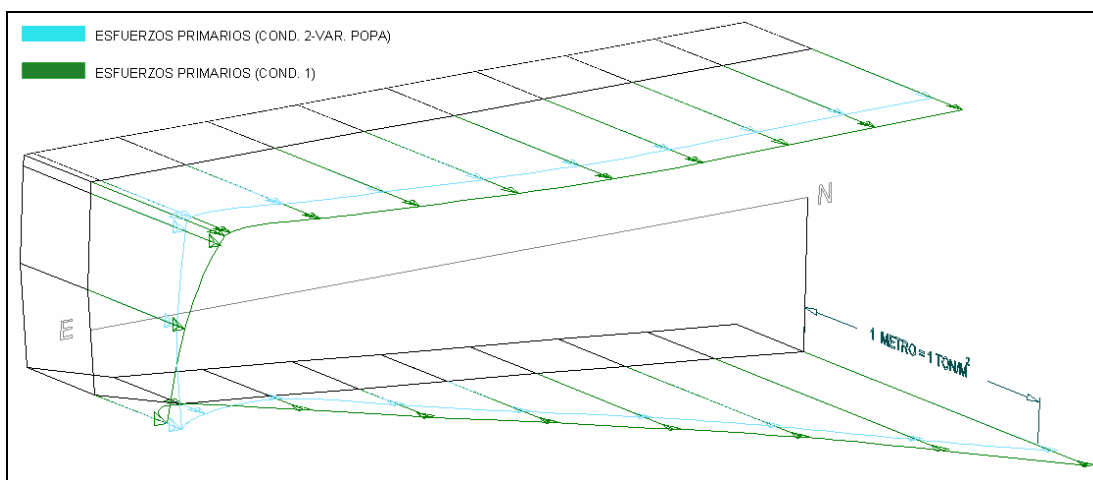 ESFUERZOS PRIMARIOS (COND. 2-VAR. POPA)
ESFUERZOS PRIMARIOS (COND. 1)
N
E
1 METRO = 1 TON/M²